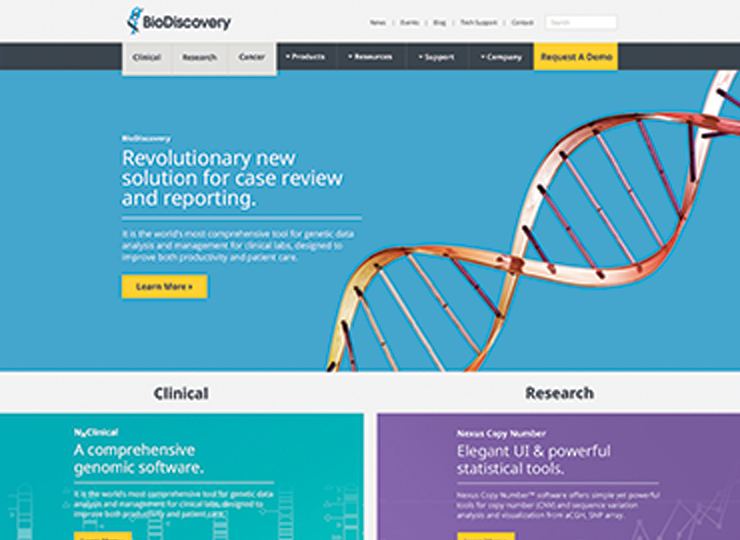 BioDiscovery
News | Events | Blog | Tech Support | Contact
Search
Clinical Research Cancer Products Resources Support Company Request A Demo
BioDiscovery
Revolutionary new
solution for case review
and reporting.
It is the world's most comprehensive tool for genetic data
analysis and management for clinical labs, designed to
improve both productivity and patient care.
Learn More
Clinical
Research
NxClinical
A comprehensive
genomic software.
It is the world's most comprehensive tool for genetic data
analysis and management for clinical labs, designed to
improve both productivity and patient care.
Nexus Copy Number
Elegant UI & powerful
statistical tools.
Nexus Copy Number™ software offers simple yet powerful
tools for copy number (CNV) and sequence variation
analysis and visualization from aCGH, SNP array.